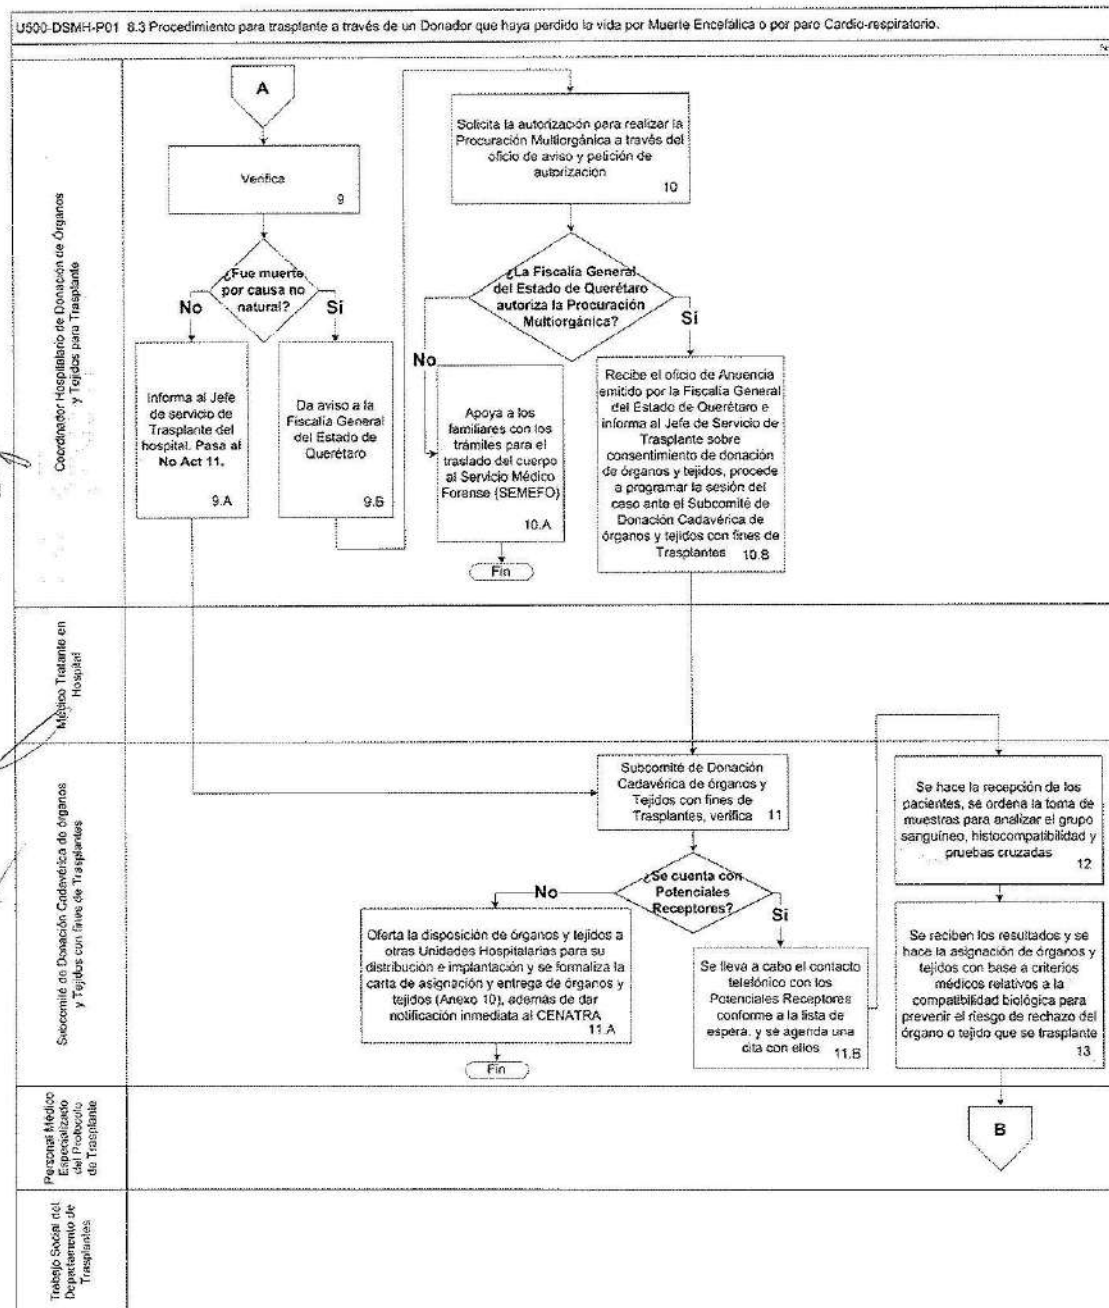 U500-DSMH-P01 8.3 Procedimiento para trasplante a través de un Donador que haya perdido la vida por Muerte Encefálica o por paro Cardio-respiratorio.
Coordinador Hospitalario de Donación de Órganos
y Tejidos para Trasplante
A
Verifica
9
¿Fue muerte
por causa no
natural?
No
Si
Informa al Jefe
de servicio de
Trasplante del
hospital. Pasa al
No Act 11.
9.A
Da aviso a la
Fiscalía General
del Estado de
Querétaro
9.B
Solicita la autorización para realizar la
Procuración Multiorgánica a través del
oficio de aviso y petición de
autorización
10
¿La Fiscalía General
del Estado de Querétaro
autoriza la Procuración
Multiorgánica?
No
Si
Apoya a los
familiares con los
trámites para el
traslado del cuerpo
al Servicio Médico
Forense (SEMEFO)
10.A
Fin
Recibe el oficio de Anuencia
emitido por la Fiscalía General
del Estado de Querétaro e
informa al Jefe de Servicio de
Trasplante sobre
consentimiento de donación
de órganos y tejidos, procede
a programar la sesión del
caso ante el Subcomité de
Donación Cadavérica de
órganos y tejidos con fines de
Trasplantes 10.B
Médico Tratante en
Hospital
Subcomité de Donación Cadavérica de órganos
y Tejidos con fines de Trasplantes
Subcomité de Donación
Cadavérica de órganos y
Tejidos con fines de
Trasplantes, verifica 11
¿Se cuenta con
Potenciales
Receptores?
No
Si
Oferta la disposición de órganos y tejidos a
otras Unidades Hospitalarias para su
distribución e implantación y se formaliza la
carta de asignación y entrega de órganos y
tejidos (Anexo 10), además de dar
notificación inmediata al CENATRA
11.A
Fin
Se lleva a cabo el contacto
telefónico con los
Potenciales Receptores
conforme a la lista de
espera, y se agenda una
cita con ellos 11.B
Se hace la recepción de los
pacientes, se ordena la toma de
muestras para analizar el grupo
sanguíneo, histocompatibilidad y
pruebas cruzadas
12
Se reciben los resultados y se
hace la asignación de órganos y
tejidos con base a criterios
médicos relativos a la
compatibilidad biológica para
prevenir el riesgo de rechazo del
órgano o tejido que se trasplante
13
Personal Médico
Especializado
del Protocolo
de Trasplante
B
Trabajo Social del
Departamento de
Trasplantes